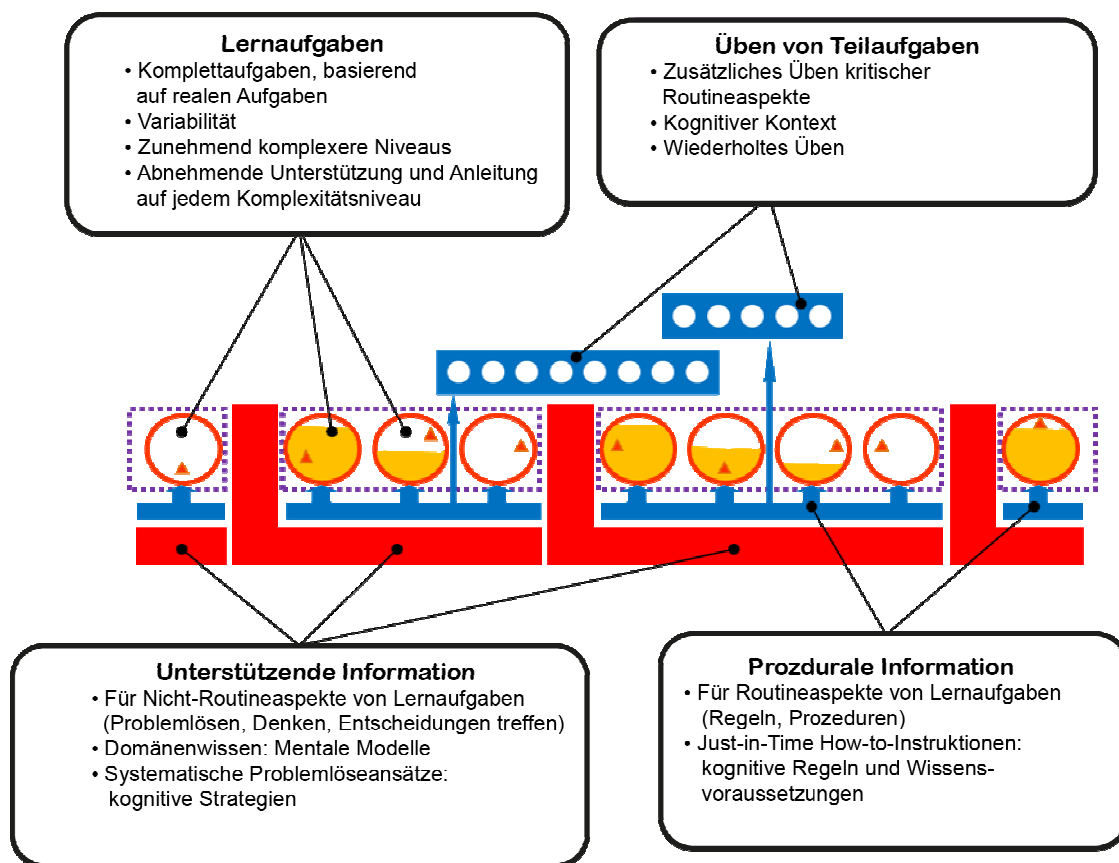 Lernaufgaben
• Komplettaufgaben, basierend
auf realen Aufgaben
• Variabilität
• Zunehmend komplexere Niveaus
• Abnehmende Unterstützung und Anleitung
auf jedem Komplexitätsniveau
Üben von Teilaufgaben
• Zusätzliches Üben kritischer
Routineaspekte
• Kognitiver Kontext
• Wiederholtes Üben
Unterstützende Information
• Für Nicht-Routineaspekte von Lernaufgaben
(Problemlösen, Denken, Entscheidungen treffen)
• Domänenwissen: Mentale Modelle
• Systematische Problemlöseansätze:
kognitive Strategien
Prozdurale Information
• Für Routineaspekte von Lernaufgaben
(Regeln, Prozeduren)
• Just-in-Time How-to-Instruktionen:
kognitive Regeln und Wissens-
voraussetzungen